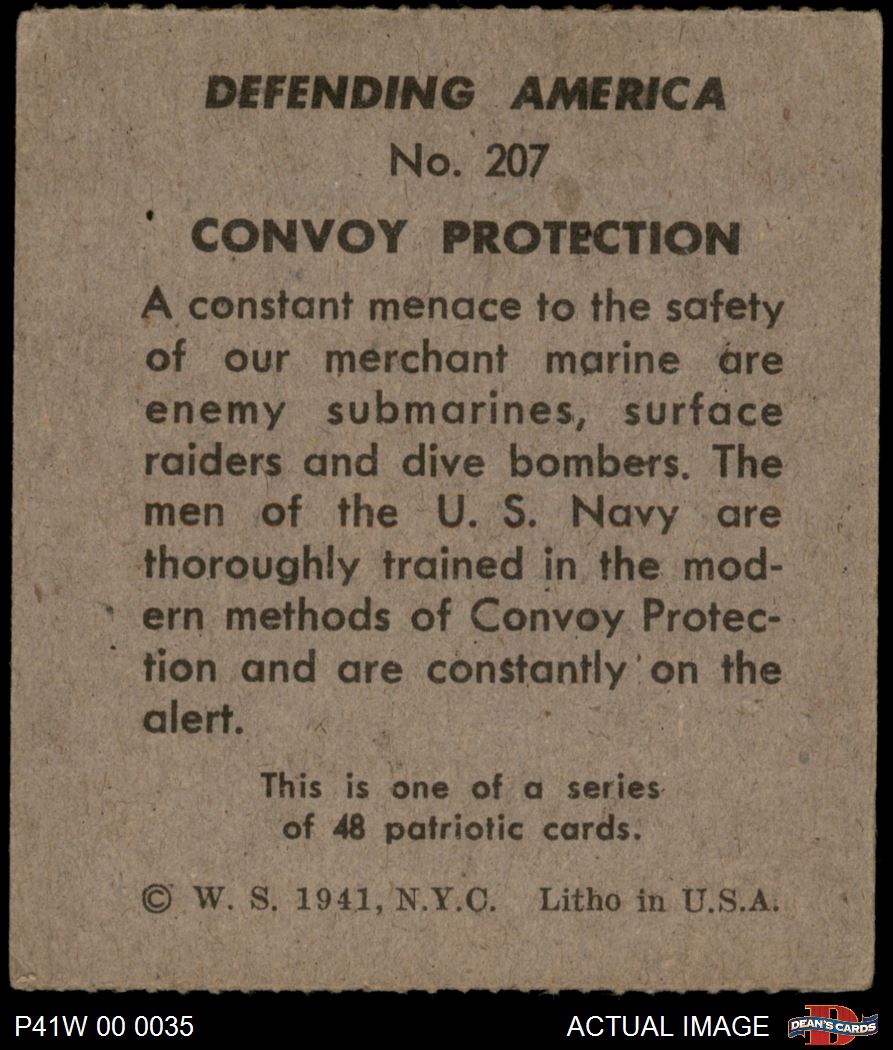 DEFENDING AMERICA
No. 207
CONVOY PROTECTION
A constant menace to the safety
of our merchant marine are
enemy submarines, surface
raiders and dive bombers. The
men of the U. S. Navy are
thoroughly trained in the mod-
ern methods of Convoy Protec-
tion and are constantly on the
alert.
This is one of a series
of 48 patriotic cards.
© W. S. 1941, N.Y.C. Litho in U.S.A.
P41W 00 0035 ACTUAL IMAGE DEAN'S CARDS